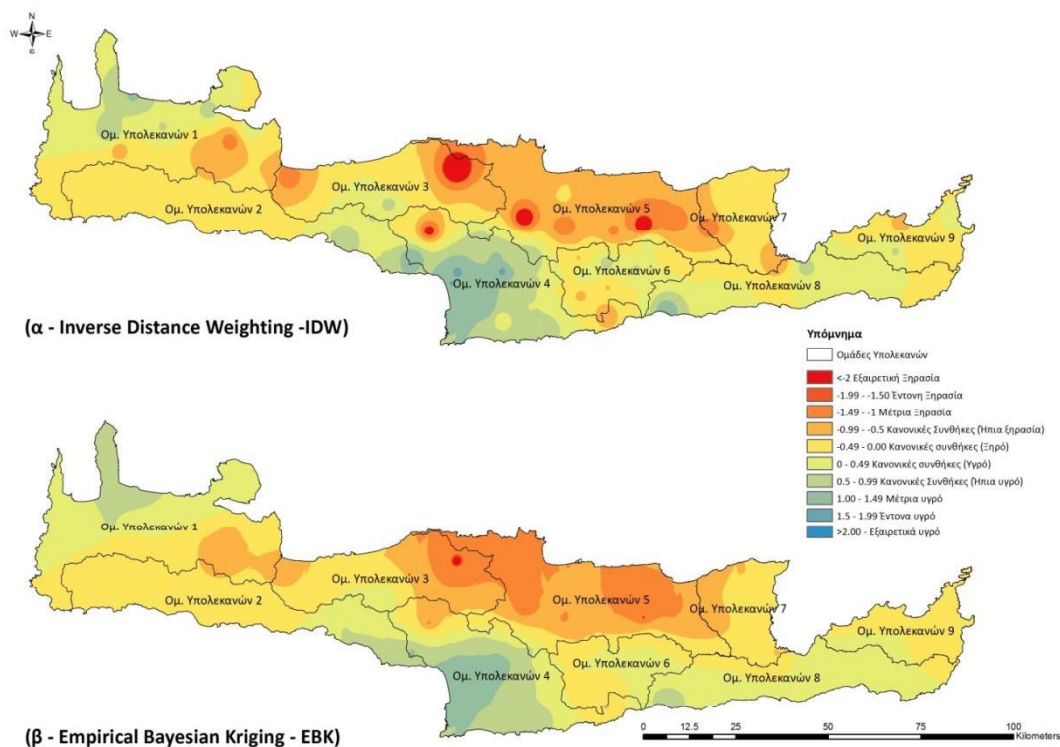 N
W E
Ομ. Υπολεκανών 1
Ομ. Υπολεκανών 2
Ομ. Υπολεκανών 3
Ομ. Υπολεκανών 4
Ομ. Υπολεκανών 5
Ομ. Υπολεκανών 6
Ομ. Υπολεκανών 7
Ομ. Υπολεκανών 8
Ομ. Υπολεκανών 9
(α - Inverse Distance Weighting -IDW)
Υπόμνημα
Ομάδες Υπολεκανών
<-2 Εξαιρετική Ξηρασία
-1.99 - -1.50 Έντονη Ξηρασία
-1.49 - -1 Μέτρια Ξηρασία
-0.99 - -0.5 Κανονικές Συνθήκες (Ήπια ξηρασία)
-0.49 - 0.00 Κανονικές συνθήκες (Ξηρό)
0 - 0.49 Κανονικές συνθήκες (Υγρό)
0.5 - 0.99 Κανονικές Συνθήκες (Ήπια υγρό)
1.00 - 1.49 Μέτρια υγρό
1.5 - 1.99 Έντονα υγρό
>2.00 - Εξαιρετικά υγρό
Ομ. Υπολεκανών 1
Ομ. Υπολεκανών 2
Ομ. Υπολεκανών 3
Ομ. Υπολεκανών 4
Ομ. Υπολεκανών 5
Ομ. Υπολεκανών 6
Ομ. Υπολεκανών 7
Ομ. Υπολεκανών 8
Ομ. Υπολεκανών 9
(β - Empirical Bayesian Kriging - EBK)
0 12.5 25 50 75 100
Kilometers